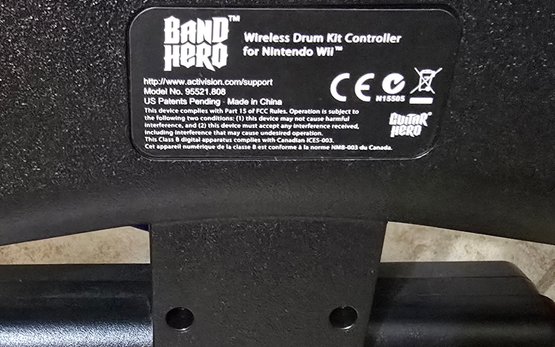 BAND HERO™
Wireless Drum Kit Controller
for Nintendo Wii™
http://www.activision.com/support
Model No. 95521.808
US Patents Pending · Made in China
This device complies with Part 15 of FCC Rules. Operation is subject to
the following two conditions: (1) this device may not cause harmful
interference, and (2) this device must accept any interference received,
including interference that may cause undesired operation.
This Class B digital apparatus complies with Canadian ICES-003.
Cet appareil numérique de la classe B est conforme à la norme NMB-003 du Canada.
CE
N15505
GUITAR HERO